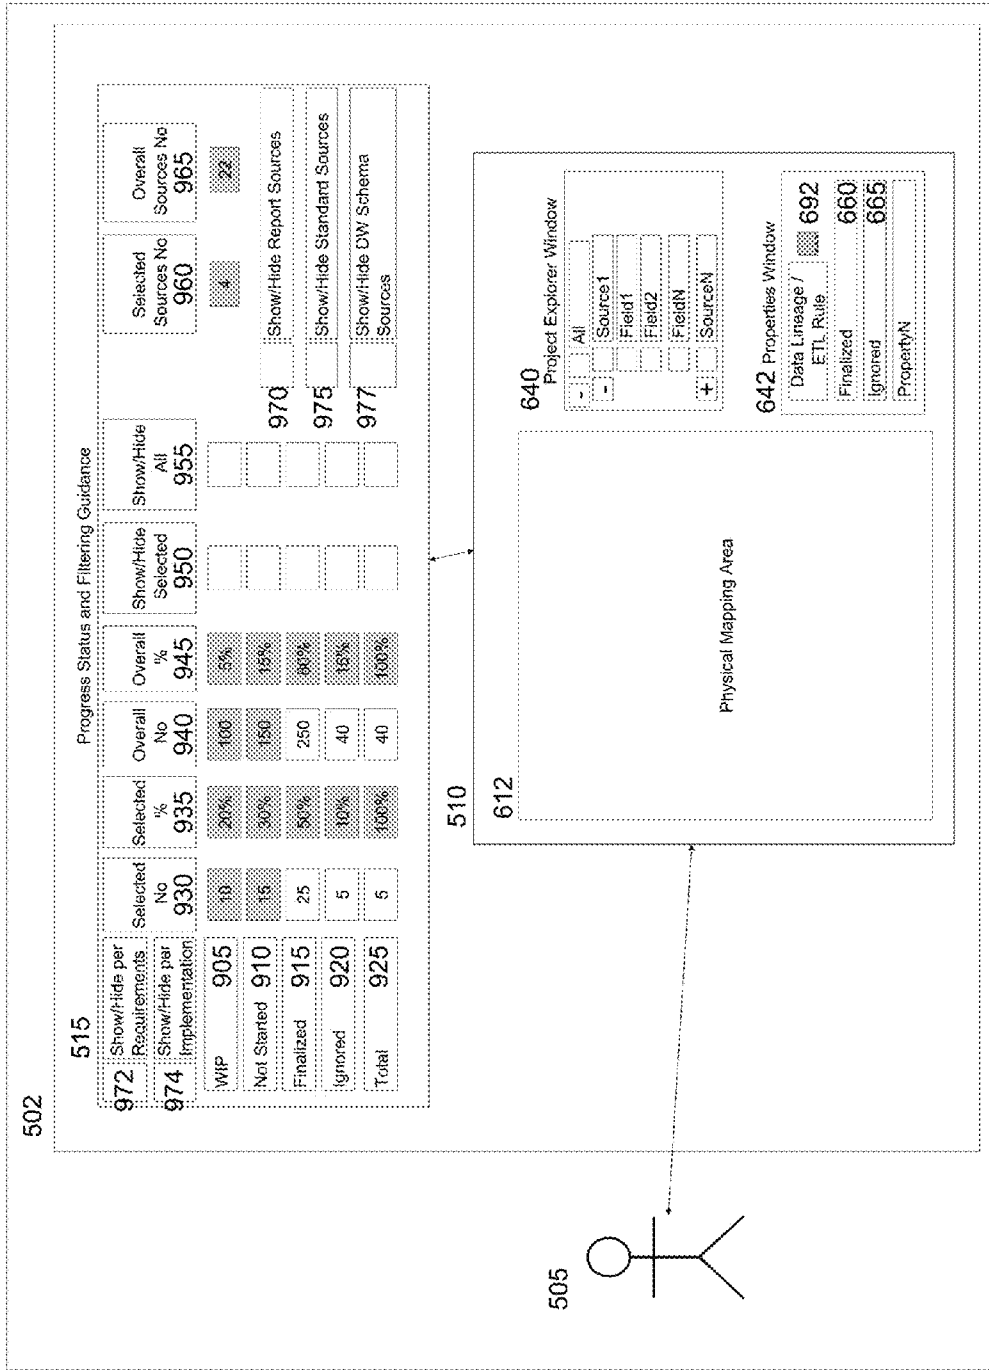 502
515
Progress Status and Filtering Guidance
972 Show/Hide per
Requirements
974 Show/Hide per
Implementation
Selected
No
930
Selected
%
935
Overall
No
940
Overall
%
945
Show/Hide
Selected
950
Show/Hide
All
955
Selected
Sources No
960
Overall
Sources No
965
WIP 905 10 20% 100 5% 4
Not Started 910 15 30% 150 15%
Finalized 915 25 50% 250
Ignored 920 5 10% 40
Total 925 5 100% 40 100%
970 Show/Hide Report Sources
975 Show/Hide Standard Sources
977 Show/Hide DW Schema
Sources
510
612
Physical Mapping Area
640
Project Explorer Window
- All
- Source1
Field1
Field2
FieldN
+ SourceN
642 Properties Window
Data Lineage /
ETL Rule
692
Finalized 660
Ignored 665
PropertyN
505